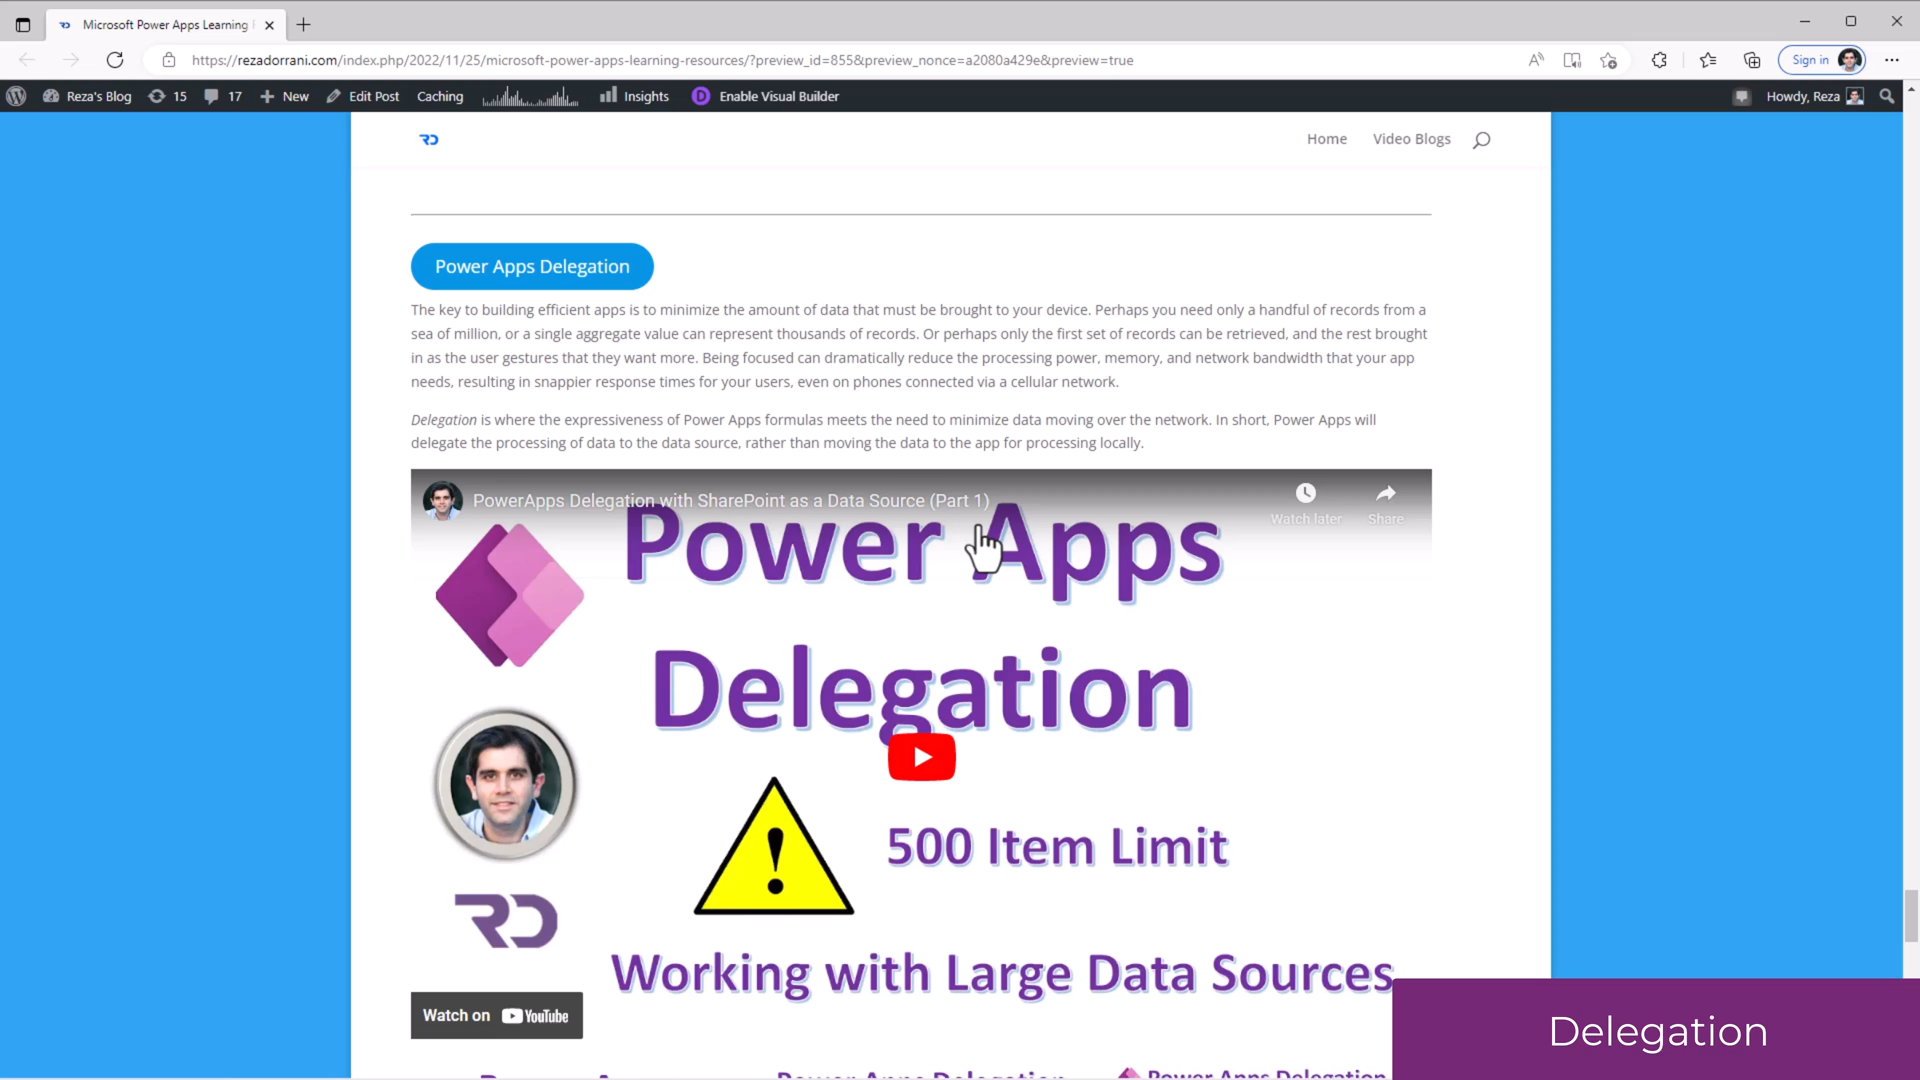 Microsoft Power Apps Learning
https://rezadorrani.com/index.php/2022/11/25/microsoft-power-apps-learning-resources/?preview_id=855&preview_nonce=a2080a429e&preview=true
Sign in
Reza's Blog 15 17 New Edit Post Caching Insights Enable Visual Builder Howdy, Reza
RD Home Video Blogs
Power Apps Delegation
The key to building efficient apps is to minimize the amount of data that must be brought to your device. Perhaps you need only a handful of records from a
sea of million, or a single aggregate value can represent thousands of records. Or perhaps only the first set of records can be retrieved, and the rest brought
in as the user gestures that they want more. Being focused can dramatically reduce the processing power, memory, and network bandwidth that your app
needs, resulting in snappier response times for your users, even on phones connected via a cellular network.
Delegation is where the expressiveness of Power Apps formulas meets the need to minimize data moving over the network. In short, Power Apps will
delegate the processing of data to the data source, rather than moving the data to the app for processing locally.
PowerApps Delegation with SharePoint as a Data Source (Part 1)
Watch later Share
Power Apps
Delegation
500 Item Limit
RD
Working with Large Data Sources
Watch on YouTube
Delegation
Power Apps Delegation Power Apps Delegation